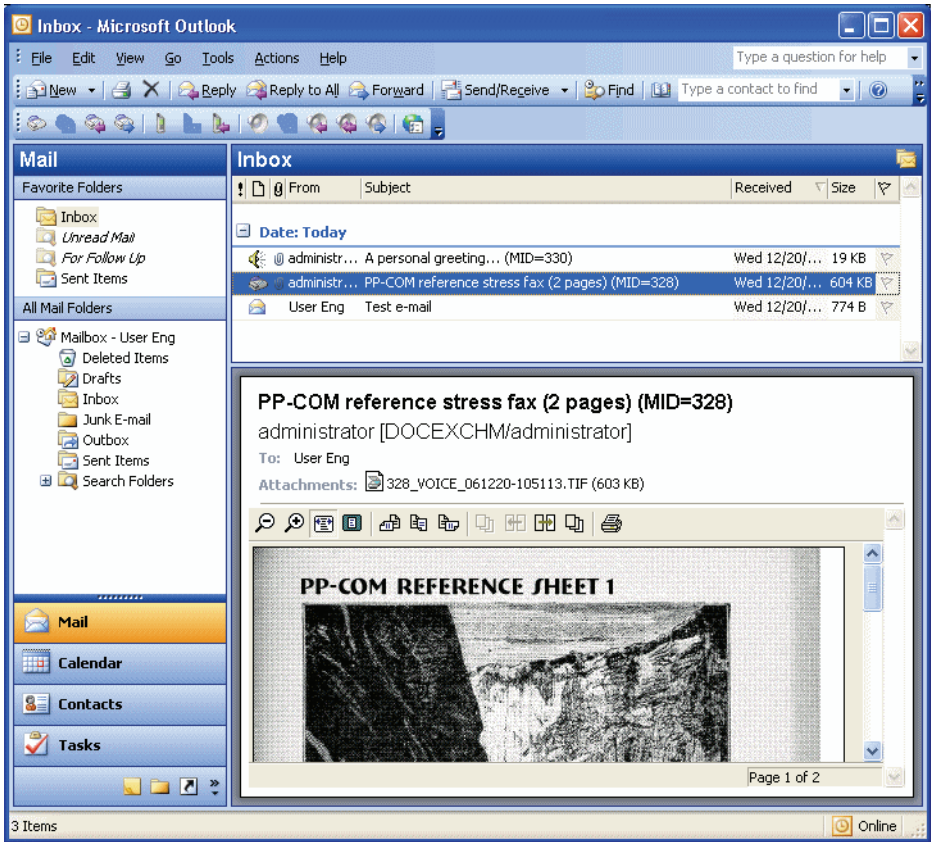 Inbox - Microsoft Outlook
File Edit View Go Tools Actions Help Type a question for help
New Reply Reply to All Forward Send/Receive Find Type a contact to find
Mail
Favorite Folders
Inbox
Unread Mail
For Follow Up
Sent Items
All Mail Folders
Mailbox - User Eng
Deleted Items
Drafts
Inbox
Junk E-mail
Outbox
Sent Items
Search Folders
Mail
Calendar
Contacts
Tasks
Inbox
From Subject Received Size
Date: Today
administr... A personal greeting... (MID=330) Wed 12/20/... 19 KB
administr... PP-COM reference stress fax (2 pages) (MID=328) Wed 12/20/... 604 KB
User Eng Test e-mail Wed 12/20/... 774 B
PP-COM reference stress fax (2 pages) (MID=328)
administrator [DOCEXCHM/administrator]
To: User Eng
Attachments: 328_VOICE_061220-105113.TIF (603 KB)
PP-COM REFERENCE SHEET 1
Page 1 of 2
3 Items Online